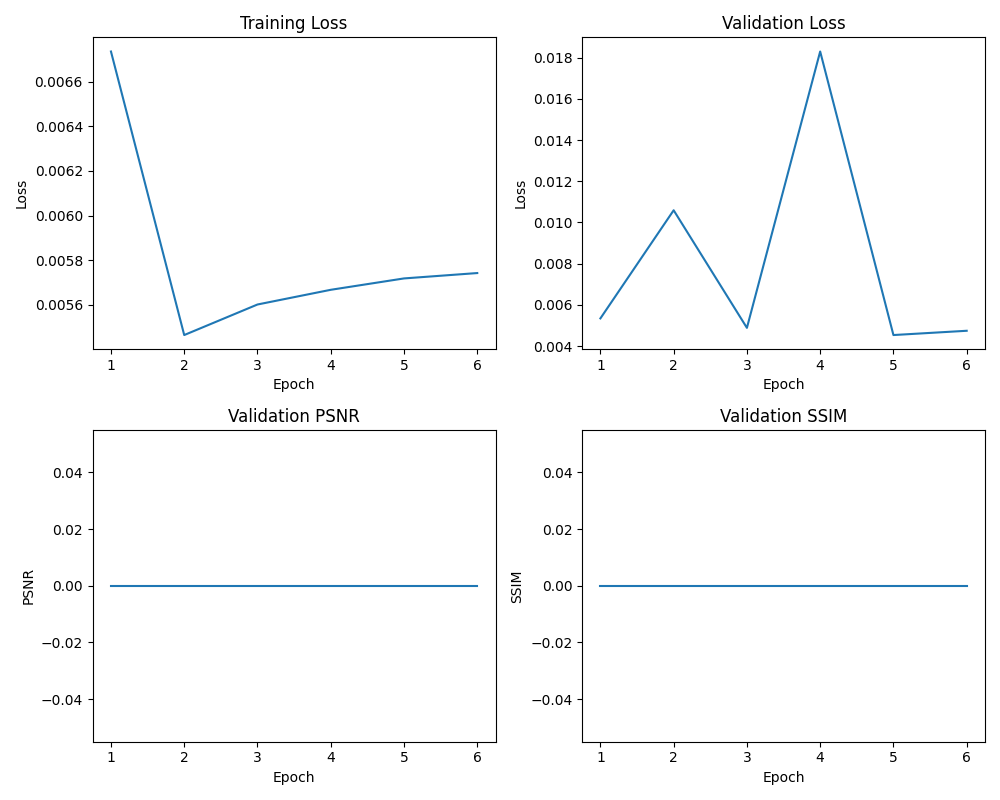 Training Loss
Loss
0.0066
0.0064
0.0062
0.0060
0.0058
0.0056
1 2 3 4 5 6
Epoch
Validation Loss
Loss
0.018
0.016
0.014
0.012
0.010
0.008
0.006
0.004
1 2 3 4 5 6
Epoch
Validation PSNR
PSNR
0.04
0.02
0.00
−0.02
−0.04
1 2 3 4 5 6
Epoch
Validation SSIM
SSIM
0.04
0.02
0.00
−0.02
−0.04
1 2 3 4 5 6
Epoch